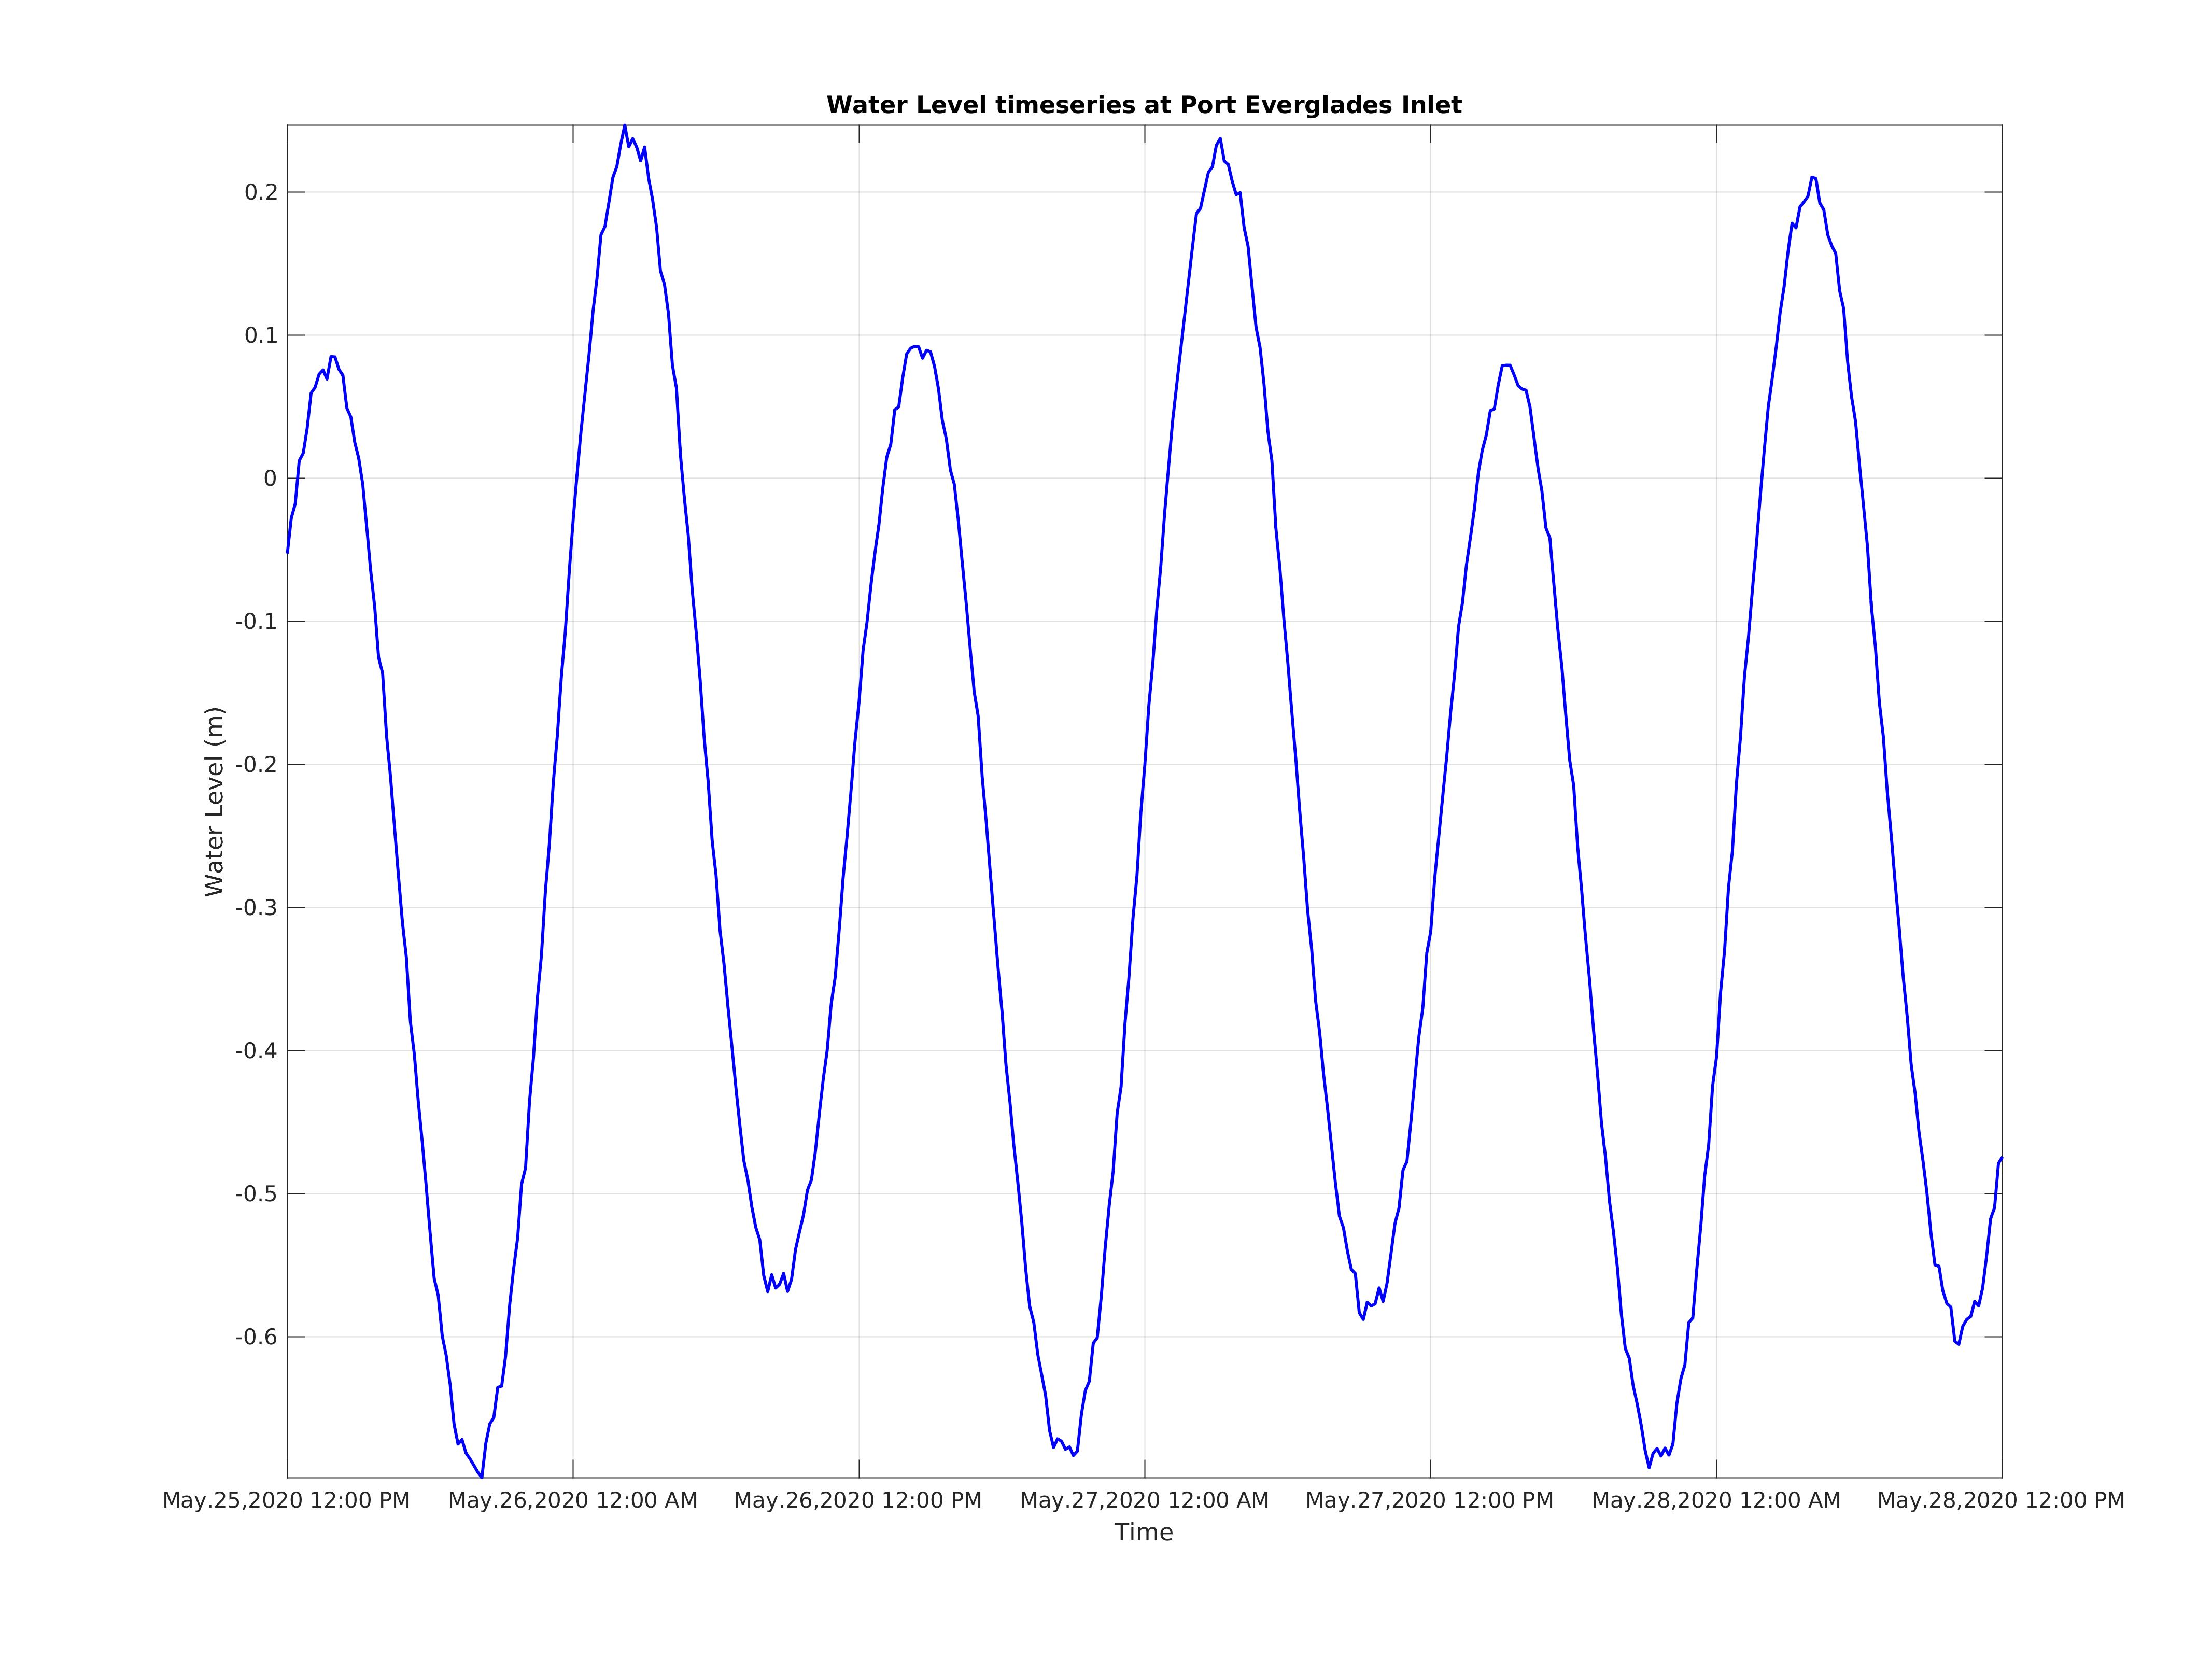 Water Level timeseries at Port Everglades Inlet
0.2
0.1
0
-0.1
-0.2
-0.3
-0.4
-0.5
-0.6
Water Level (m)
May.25,2020 12:00 PM May.26,2020 12:00 AM May.26,2020 12:00 PM May.27,2020 12:00 AM May.27,2020 12:00 PM May.28,2020 12:00 AM May.28,2020 12:00 PM
Time